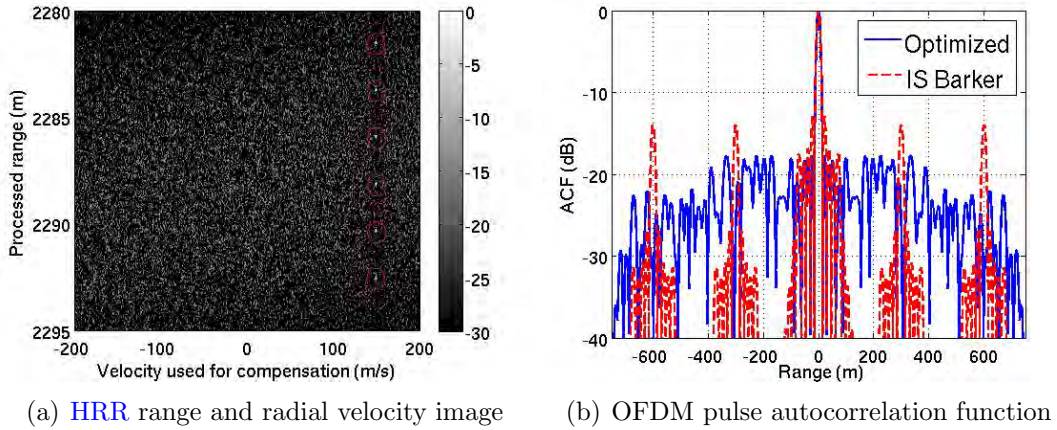 2280
2285
2290
2295
Processed range (m)
-200 -100 0 100 200
Velocity used for compensation (m/s)
0
-5
-10
-15
-20
-25
-30
(a) HRR range and radial velocity image
0
-10
-20
-30
-40
ACF (dB)
Optimized
IS Barker
-600 -400 -200 0 200 400 600
Range (m)
(b) OFDM pulse autocorrelation function